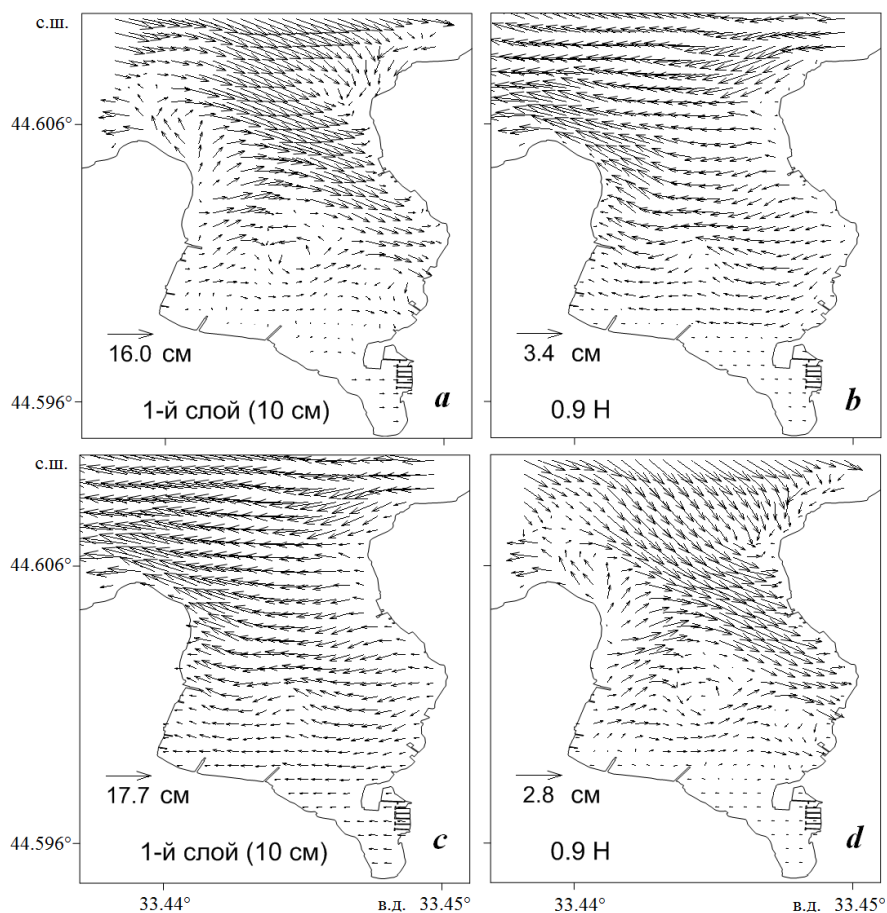 с.ш.
44.606°
16.0 см
3.4 см
44.596°
1-й слой (10 см)
a
0.9 Н
b
с.ш.
44.606°
17.7 см
2.8 см
44.596°
1-й слой (10 см)
c
0.9 Н
d
33.44°
в.д.
33.45°
33.44°
в.д.
33.45°